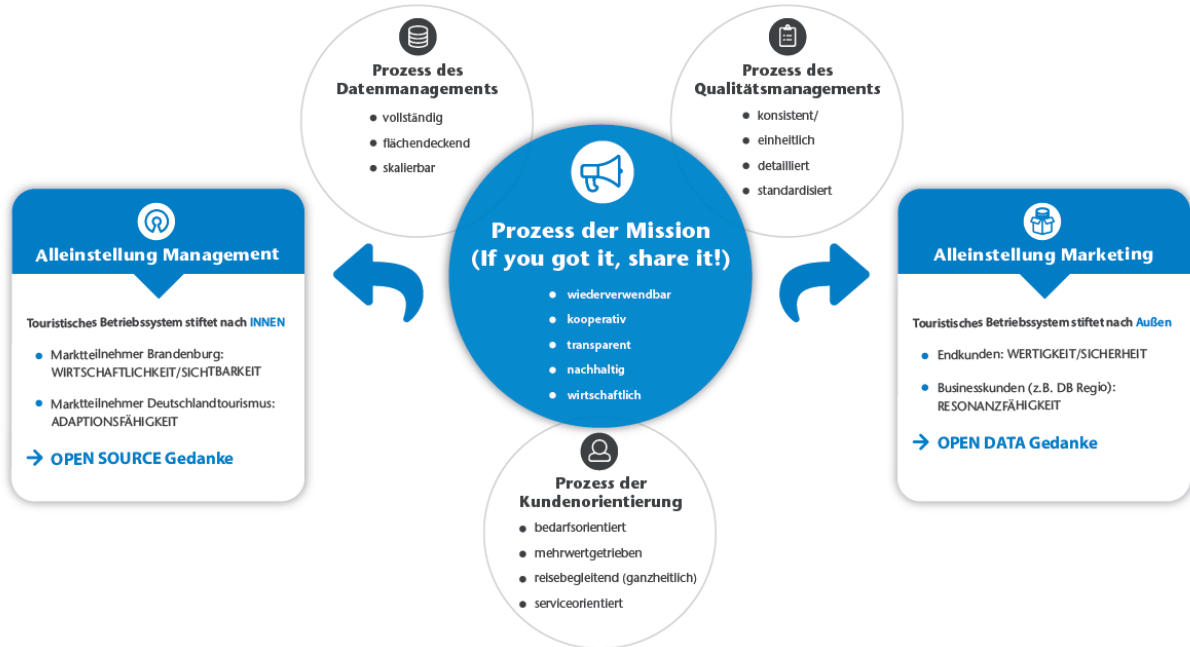 Prozess des
Datenmanagements
vollständig
flächendeckend
skalierbar
Prozess des
Qualitätsmanagements
konsistent/
einheitlich
detailliert
standardisiert
Prozess der Mission
(If you got it, share it!)
wiederverwendbar
kooperativ
transparent
nachhaltig
wirtschaftlich
Alleinstellung Management
Touristisches Betriebssystem stiftet nach INNEN
Marktteilnehmer Brandenburg:
WIRTSCHAFTLICHKEIT/SICHTBARKEIT
Marktteilnehmer Deutschlandtourismus:
ADAPTIONSFÄHIGKEIT
→ OPEN SOURCE Gedanke
Alleinstellung Marketing
Touristisches Betriebssystem stiftet nach Außen
Endkunden: WERTIGKEIT/SICHERHEIT
Businesskunden (z.B. DB Regio):
RESONANZFÄHIGKEIT
→ OPEN DATA Gedanke
Prozess der
Kundenorientierung
bedarfsorientiert
mehrwertgetrieben
reisebegleitend (ganzheitlich)
serviceorientiert